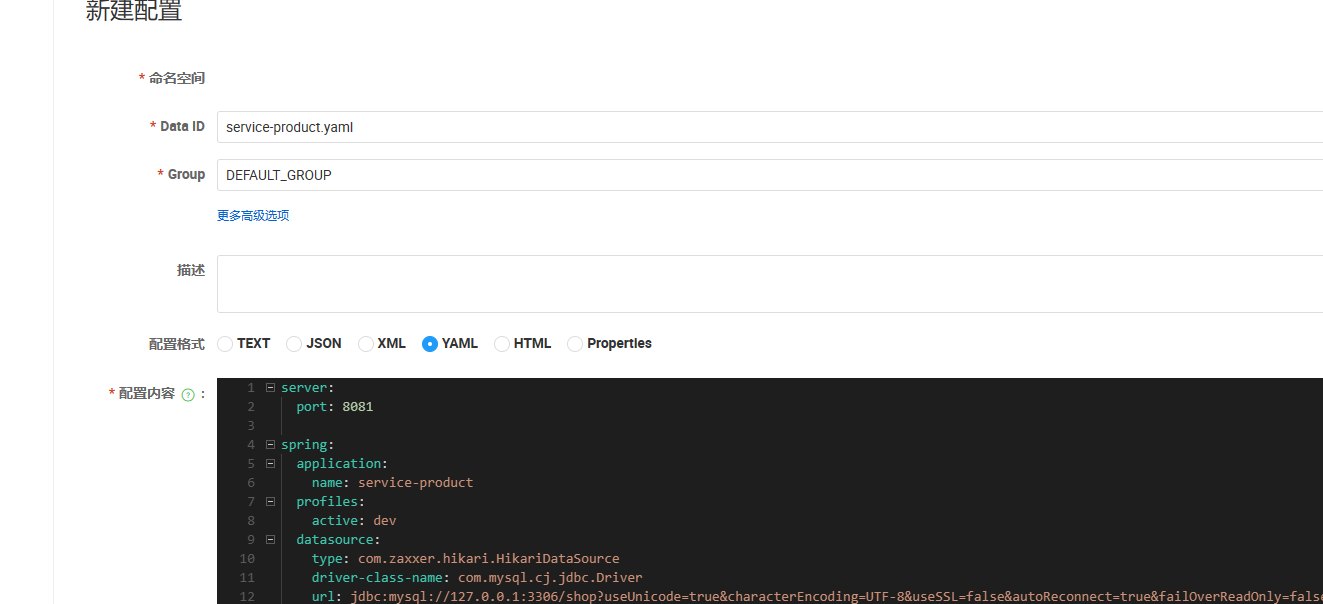 新建配置
* 命名空间
* Data ID service-product.yaml
* Group DEFAULT_GROUP
更多高级选项
描述
配置格式 TEXT JSON XML YAML HTML Properties
* 配置内容 ? :
1 server:
2 port: 8081
3
4 spring:
5 application:
6 name: service-product
7 profiles:
8 active: dev
9 datasource:
10 type: com.zaxxer.hikari.HikariDataSource
11 driver-class-name: com.mysql.cj.jdbc.Driver
12 url: jdbc:mysql://127.0.0.1:3306/shop?useUnicode=true&characterEncoding=UTF-8&useSSL=false&autoReconnect=true&failOverReadOnly=false